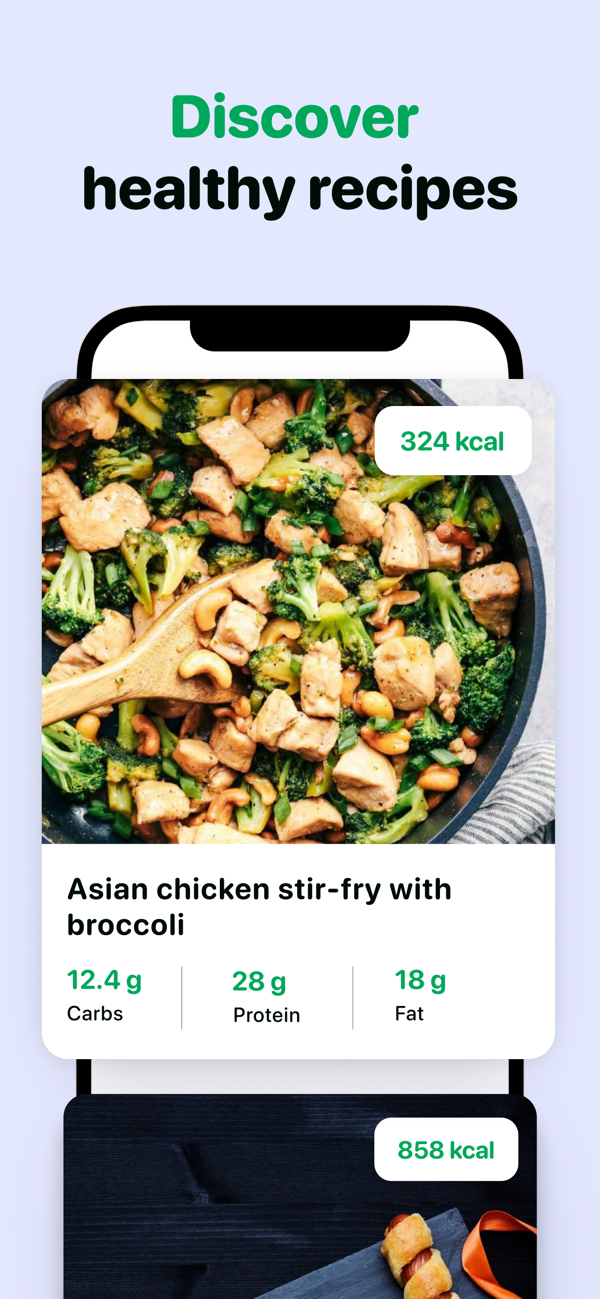 Discover
healthy recipes
324 kcal
Asian chicken stir-fry with
broccoli
12.4 g
Carbs
28 g
Protein
18 g
Fat
858 kcal